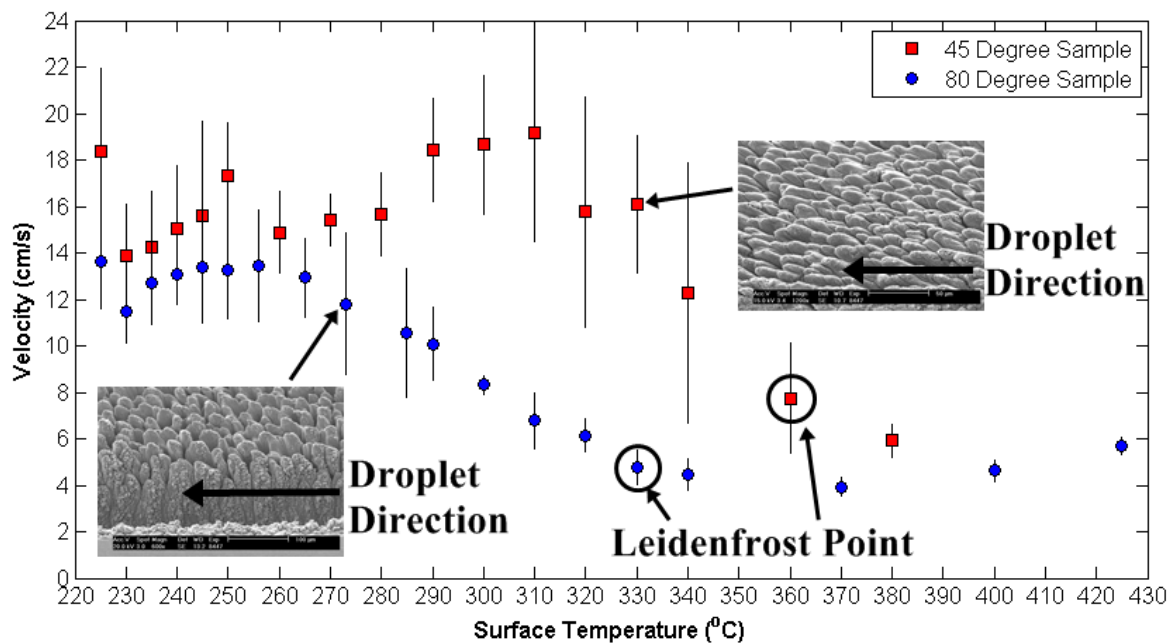 24
22
20
18
16
14
12
10
8
6
4
2
0
Velocity (cm/s)
45 Degree Sample
80 Degree Sample
Droplet
Direction
Droplet
Direction
Leidenfrost Point
220 230 240 250 260 270 280 290 300 310 320 330 340 350 360 370 380 390 400 410 420 430
Surface Temperature (⁰C)